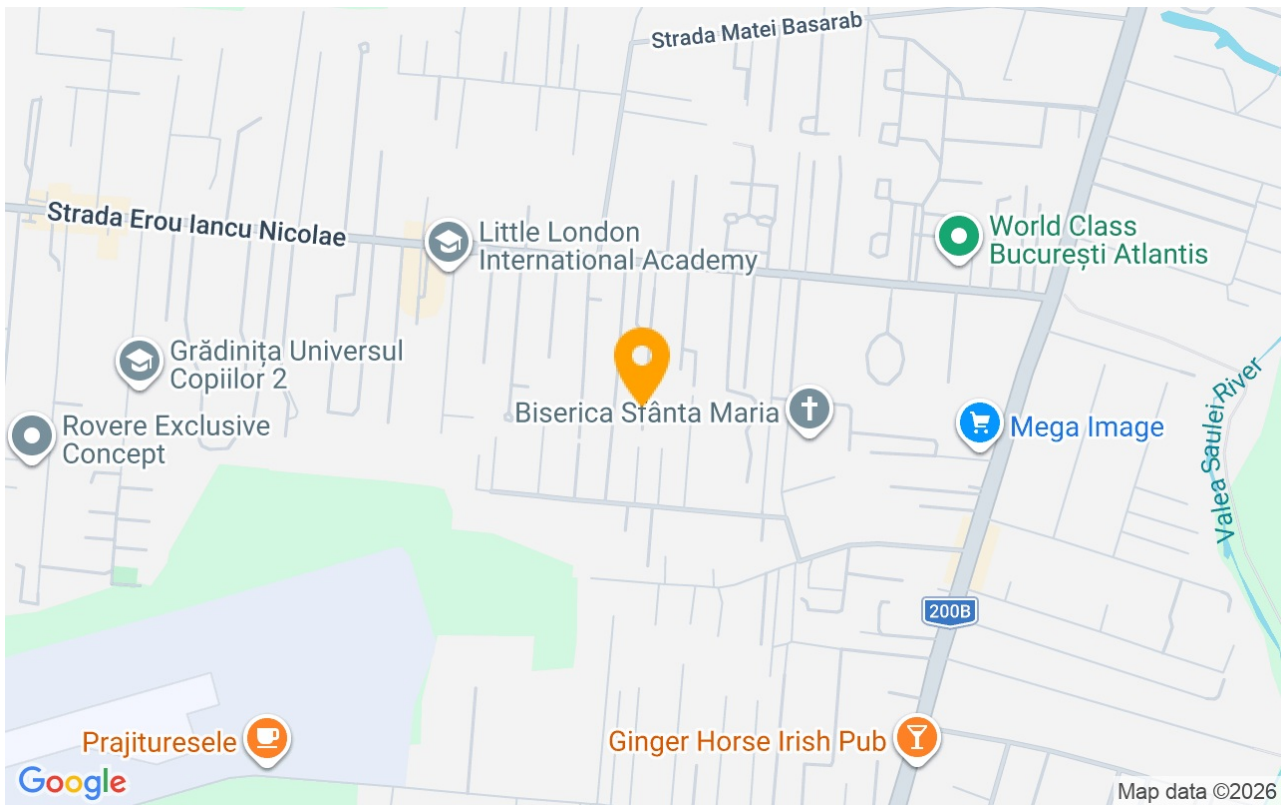 Strada Matei Basarab
Strada Erou Iancu Nicolae
Little London
International Academy
World Class
București Atlantis
Grădinița Universul
Copiilor 2
Biserica Sfânta Maria
Rovere Exclusive
Concept
Mega Image
Valea Saulei River
200B
Prajituresele
Ginger Horse Irish Pub
Google
Map data ©2026